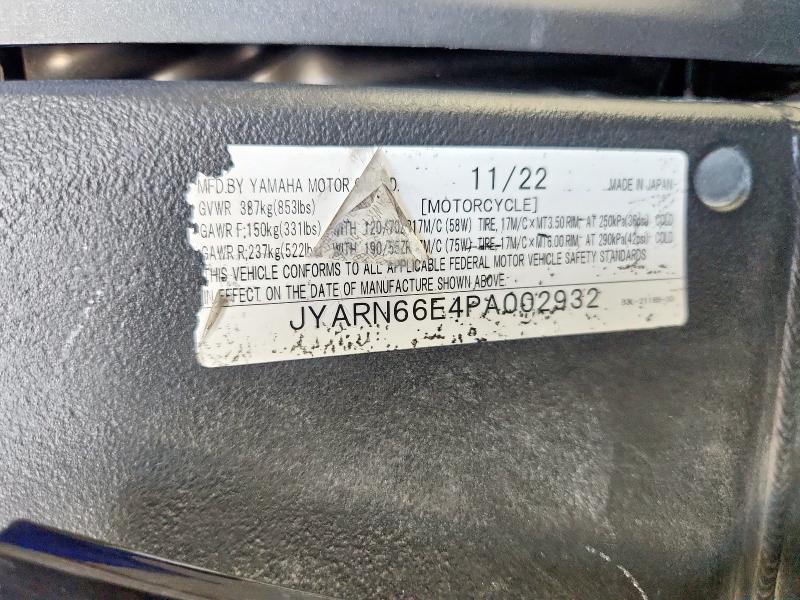 MFD.BY YAMAHA MOTOR 11/22 MADE IN JAPAN
GVWR 387kg(853lbs) [MOTORCYCLE]
GAWR F;150kg(331lbs) WITH M/C (58W) TIRE, 17M/C×MT3.50 RIM AT 250kPa(36psi) COLD
GAWR R;237kg(522l WITH 190/55ZR17M/C (75W) TIRE 17M/C×MT6.00 RIM AT 290kPa(42psi) COLD
THIS VEHICLE CONFORMS TO ALL APPLICABLE FEDERAL MOTOR VEHICLE SAFETY STANDARDS
IN EFFECT ON THE DATE OF MANUFACTURE SHOWN ABOVE.
JYARN66E4PA002932